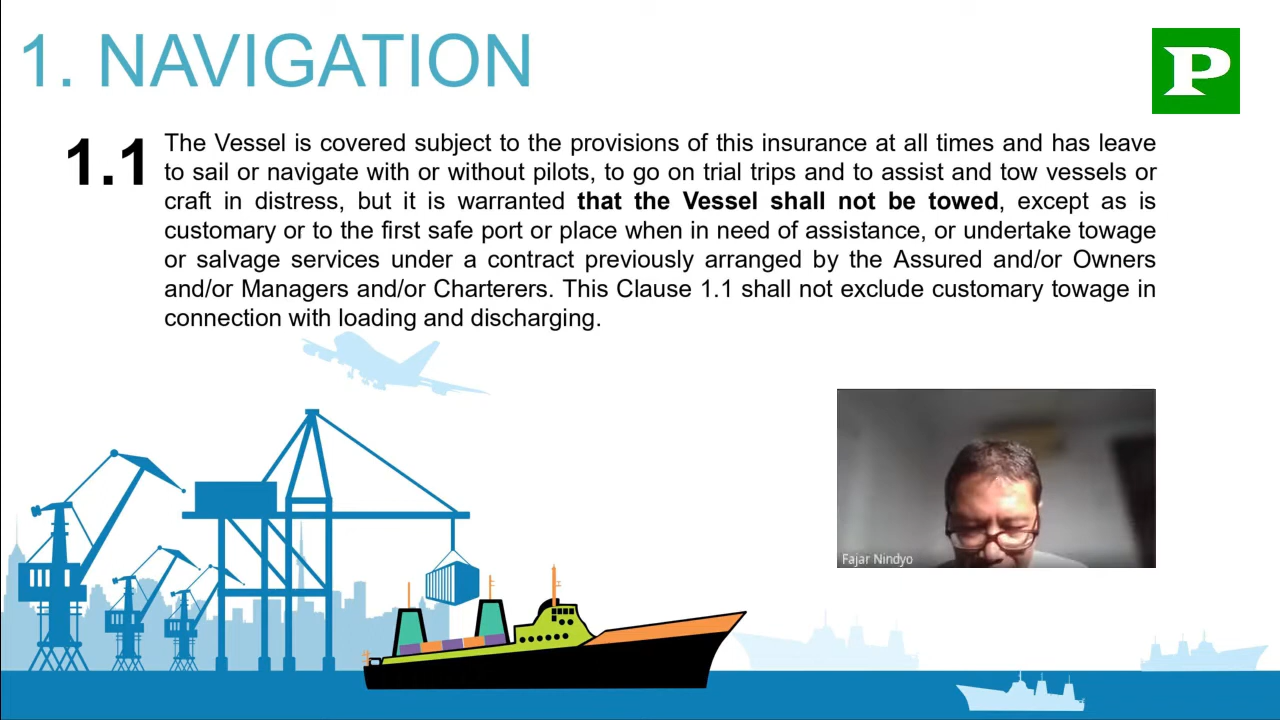 1. NAVIGATION
P
1.1
The Vessel is covered subject to the provisions of this insurance at all times and has leave
to sail or navigate with or without pilots, to go on trial trips and to assist and tow vessels or
craft in distress, but it is warranted that the Vessel shall not be towed, except as is
customary or to the first safe port or place when in need of assistance, or undertake towage
or salvage services under a contract previously arranged by the Assured and/or Owners
and/or Managers and/or Charterers. This Clause 1.1 shall not exclude customary towage in
connection with loading and discharging.
Fajar Nindyo